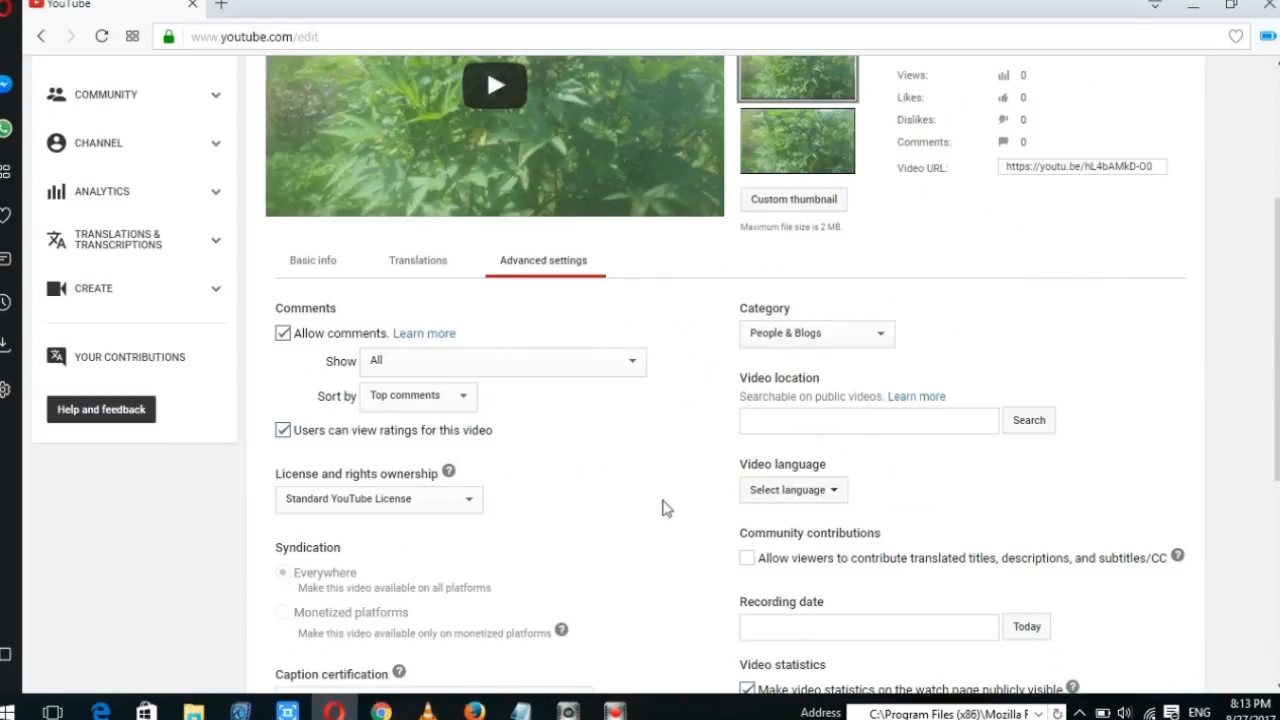 YouTube
www.youtube.com/edit
COMMUNITY
CHANNEL
ANALYTICS
TRANSLATIONS &
TRANSCRIPTIONS
CREATE
YOUR CONTRIBUTIONS
Help and feedback
Views: 0
Likes: 0
Dislikes: 0
Comments: 0
Video URL: https://youtu.be/hL4bAMkD-O0
Custom thumbnail
Maximum file size is 2 MB.
Basic info Translations Advanced settings
Comments
Allow comments. Learn more
Show All
Sort by Top comments
Users can view ratings for this video
License and rights ownership ?
Standard YouTube License
Syndication
Everywhere
Make this video available on all platforms
Monetized platforms
Make this video available only on monetized platforms ?
Caption certification ?
Category
People & Blogs
Video location
Searchable on public videos. Learn more
Search
Video language
Select language
Community contributions
Allow viewers to contribute translated titles, descriptions, and subtitles/CC ?
Recording date
Today
Video statistics
Make video statistics on the watch page publicly visible ?
Address C:\Program Files (x86)\Mozilla F
ENG
8:13 PM